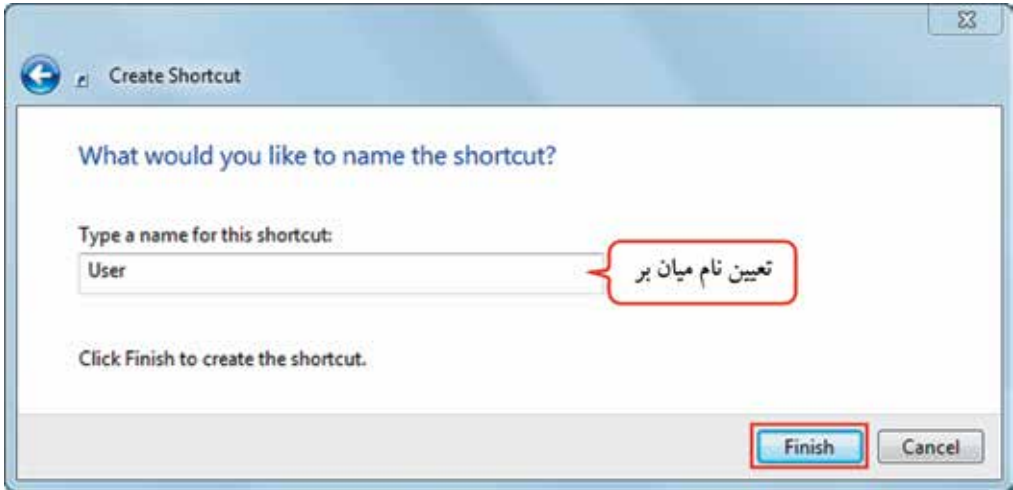 Create Shortcut
What would you like to name the shortcut?
Type a name for this shortcut:
User
تعیین نام میان بر
Click Finish to create the shortcut.
Finish
Cancel